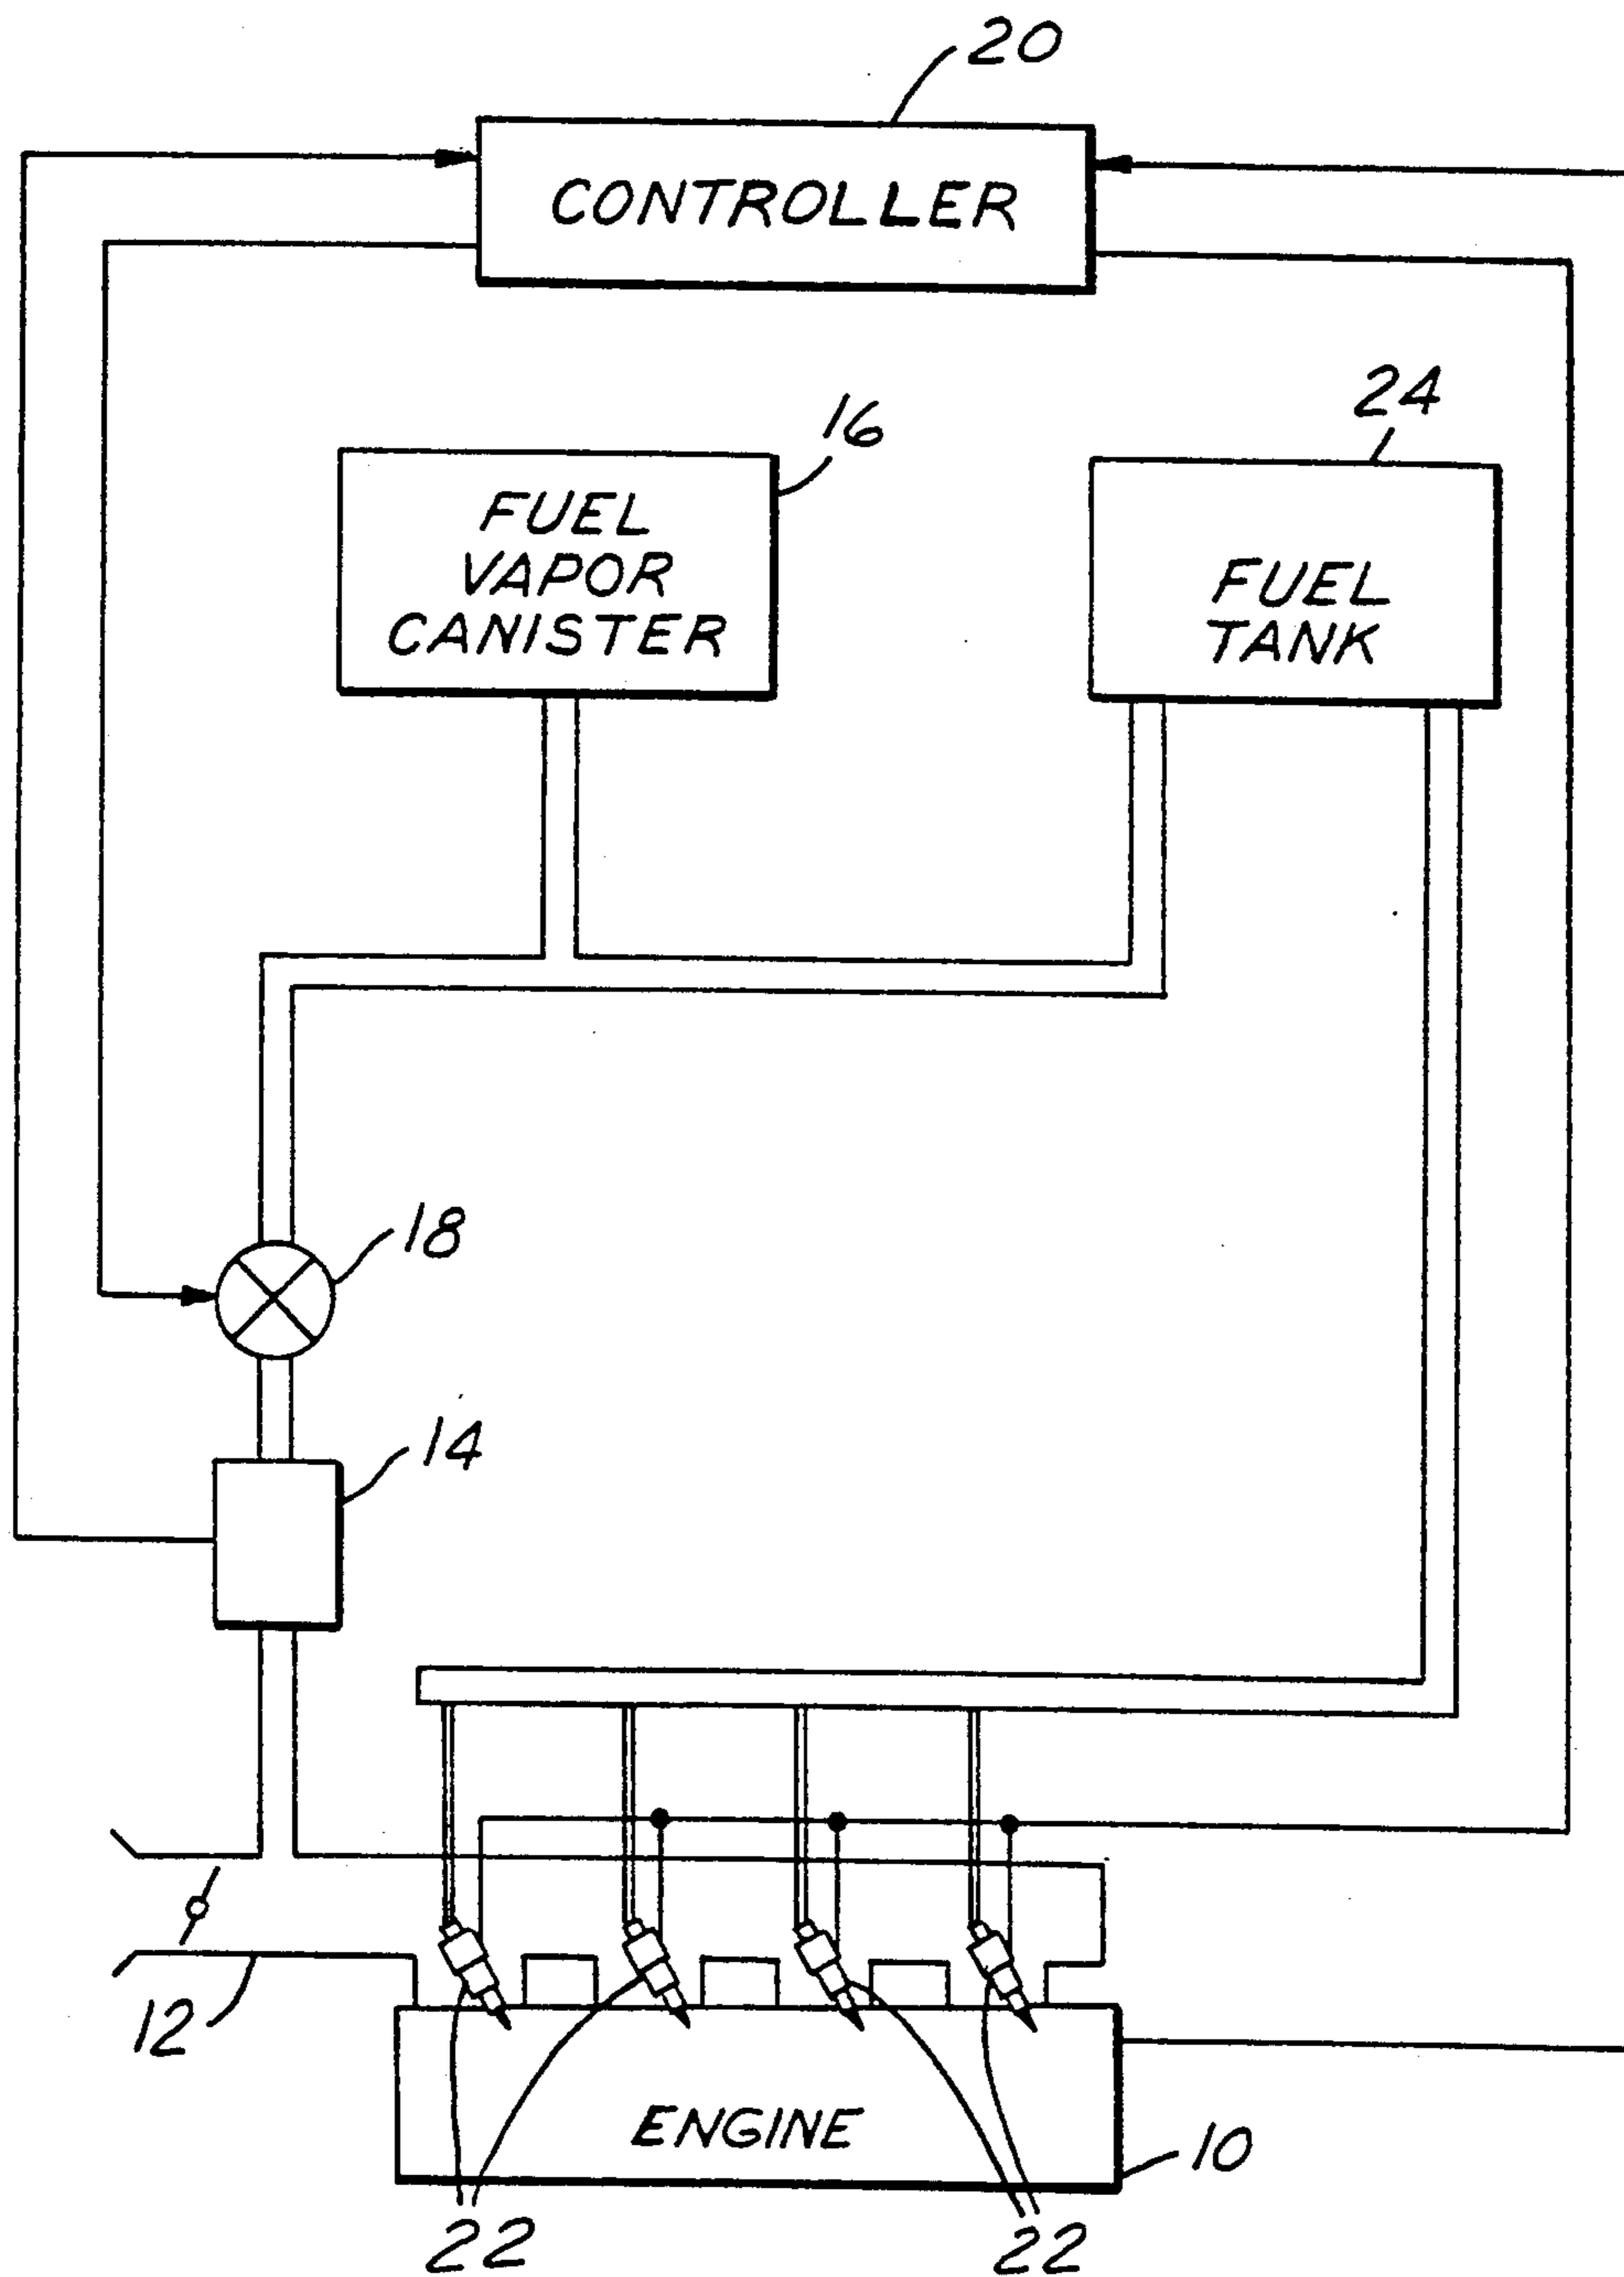 20
CONTROLLER
24
16
FUEL
VAPOR
CANISTER
FUEL
TANK
18
14
12
ENGINE
10
22
22